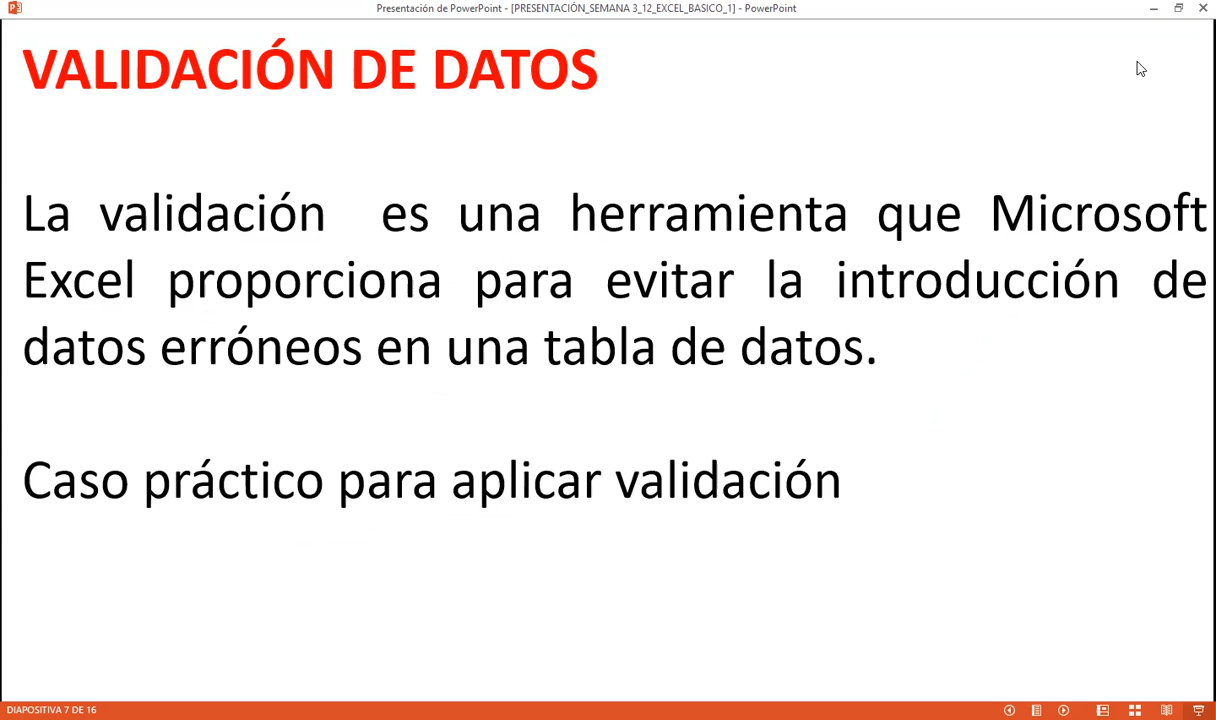 Presentación de PowerPoint - [PRESENTACIÓN_SEMANA 3_12_EXCEL_BASICO_1] - PowerPoint
VALIDACIÓN DE DATOS
La validación es una herramienta que Microsoft
Excel proporciona para evitar la introducción de
datos erróneos en una tabla de datos.
Caso práctico para aplicar validación
DIAPOSITIVA 7 DE 16